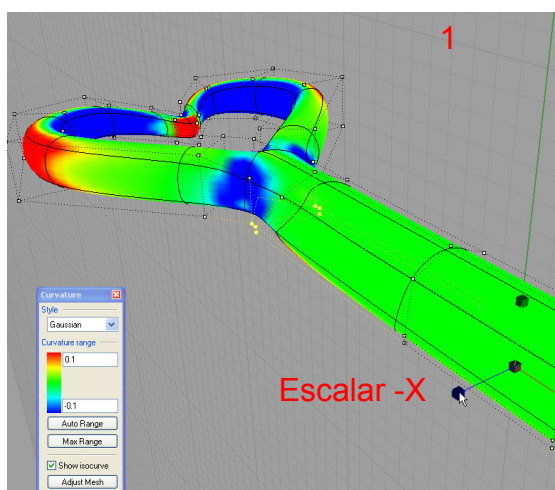 1
Curvature
Style
Gaussian
Curvature range
0.1
-0.1
Auto Range
Max Range
Show isocurve
Adjust Mesh
Escalar -X